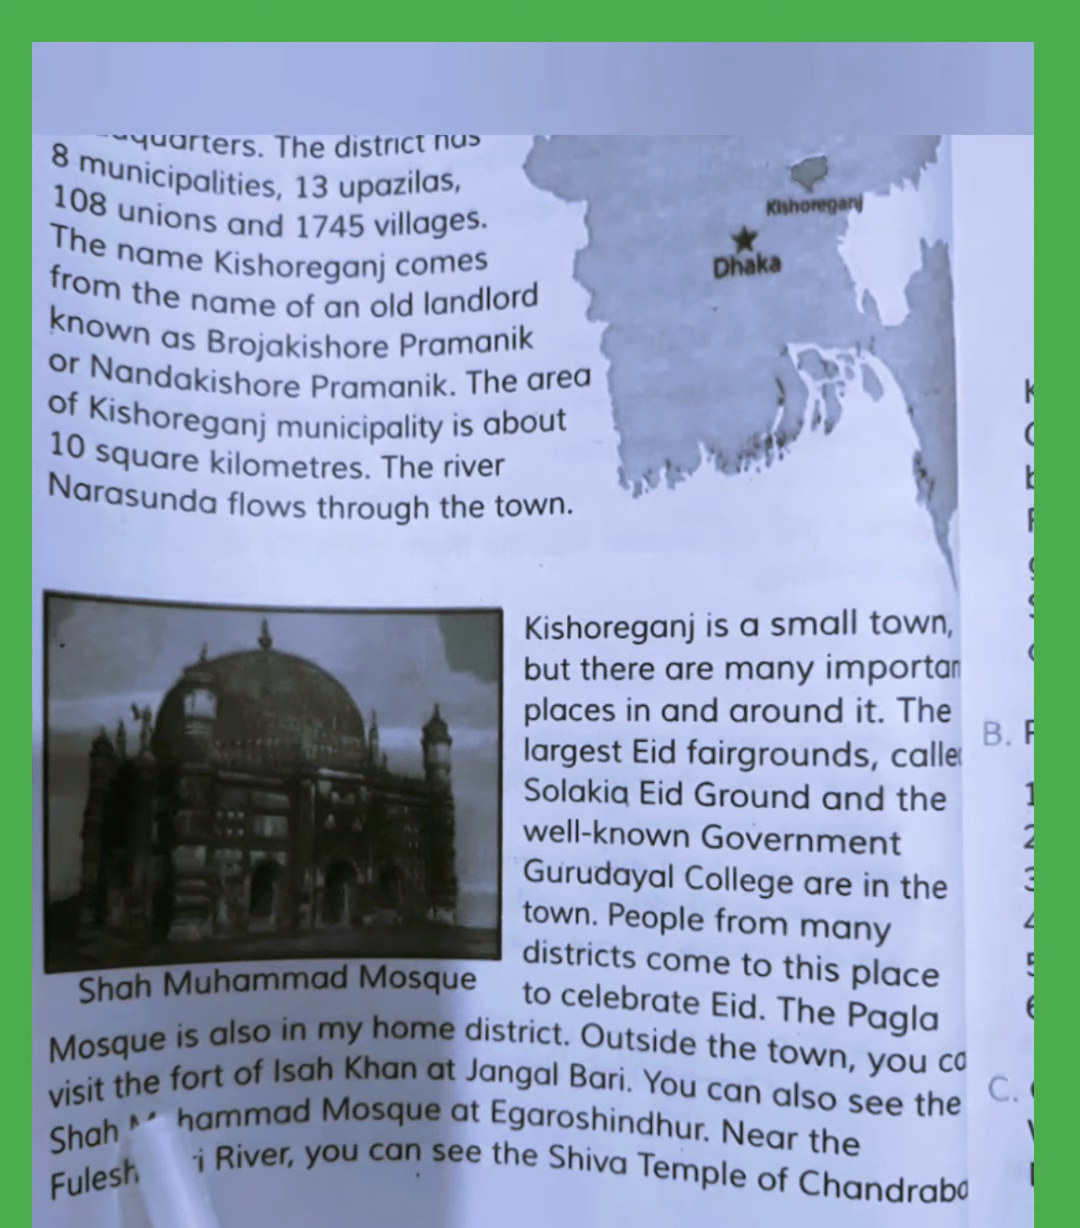 The district has
8 municipalities, 13 upazilas,
108 unions and 1745 villages.
The name Kishoreganj comes
from the name of an old landlord
known as Brojakishore Pramanik
or Nandakishore Pramanik. The area
of Kishoreganj municipality is about
10 square kilometres. The river
Narasunda flows through the town.
Kishoreganj
Dhaka
Kishoreganj is a small town,
but there are many
places in and around it. The
largest Eid fairgrounds,
Solakia Eid Ground and the
well-known Government
Gurudayal College are in the
town. People from many
districts come to this place
to celebrate Eid. The Pagla
Shah Muhammad Mosque
Mosque is also in my home district. Outside the town, you
visit the fort of Isah Khan at Jangal Bari. You can also see the
Shah Mosque at Egaroshindhur. Near the
River, you can see the Shiva Temple of
B.
1
2
3
4
5
6
C.